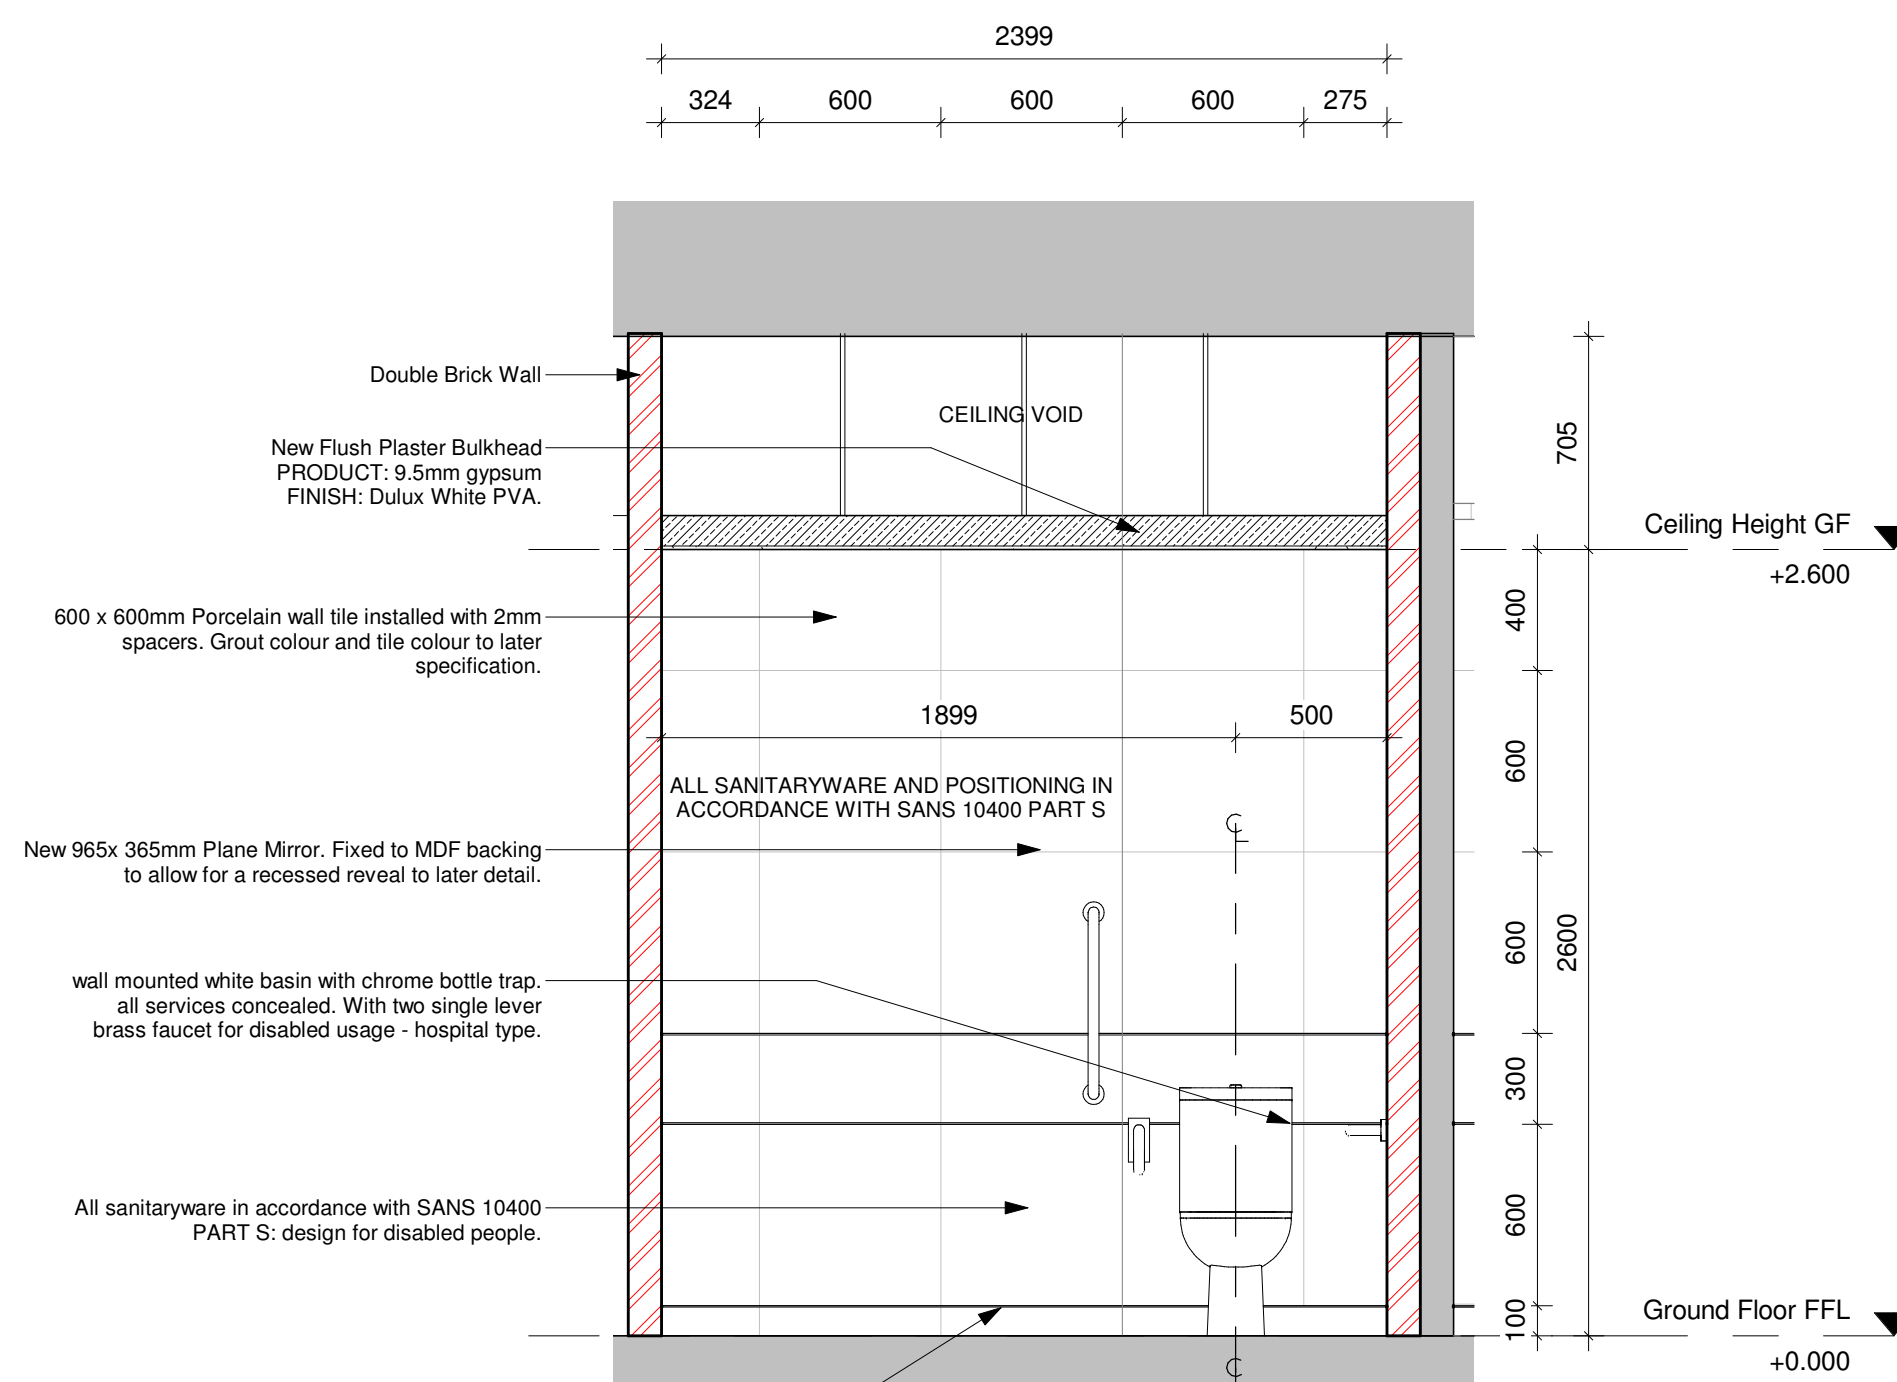 2399
324
600
600
600
275
Double Brick Wall
CEILING VOID
New Flush Plaster Bulkhead
PRODUCT: 9.5mm gypsum
FINISH: Dulux White PVA.
705
Ceiling Height GF
+2.600
600 x 600mm Porcelain wall tile installed with 2mm
spacers. Grout colour and tile colour to later
specification.
400
1899
500
600
ALL SANITARYWARE AND POSITIONING IN
ACCORDANCE WITH SANS 10400 PART S
New 965x 365mm Plane Mirror. Fixed to MDF backing
to allow for a recessed reveal to later detail.
600
2600
wall mounted white basin with chrome bottle trap.
all services concealed. With two single lever
brass faucet for disabled usage - hospital type.
300
All sanitaryware in accordance with SANS 10400
PART S: design for disabled people.
600
100
Ground Floor FFL
+0.000